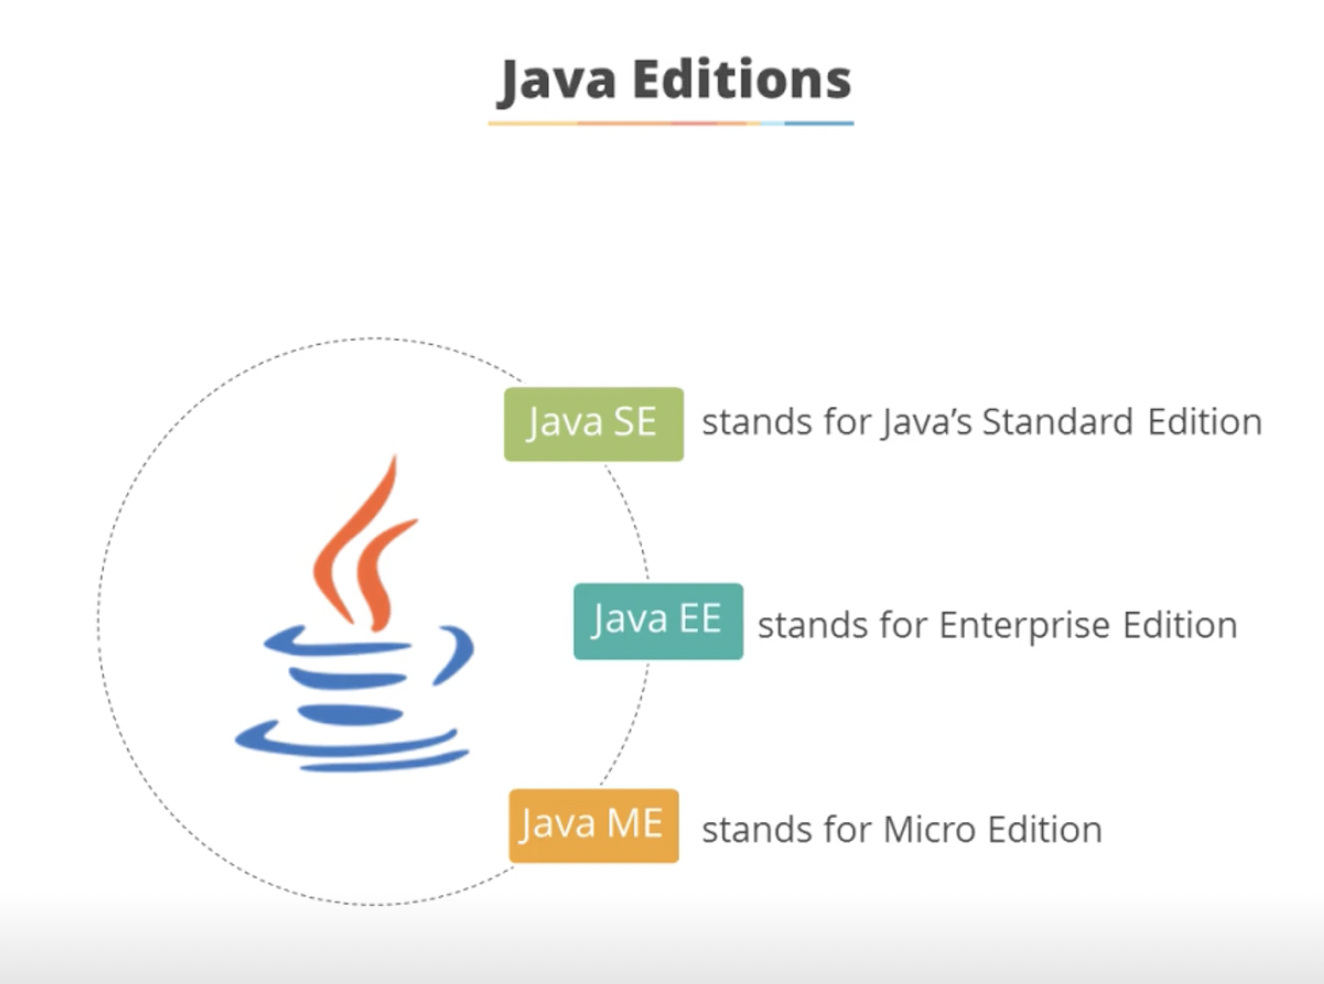 Java Editions
Java SE stands for Java’s Standard Edition
Java EE stands for Enterprise Edition
Java ME stands for Micro Edition